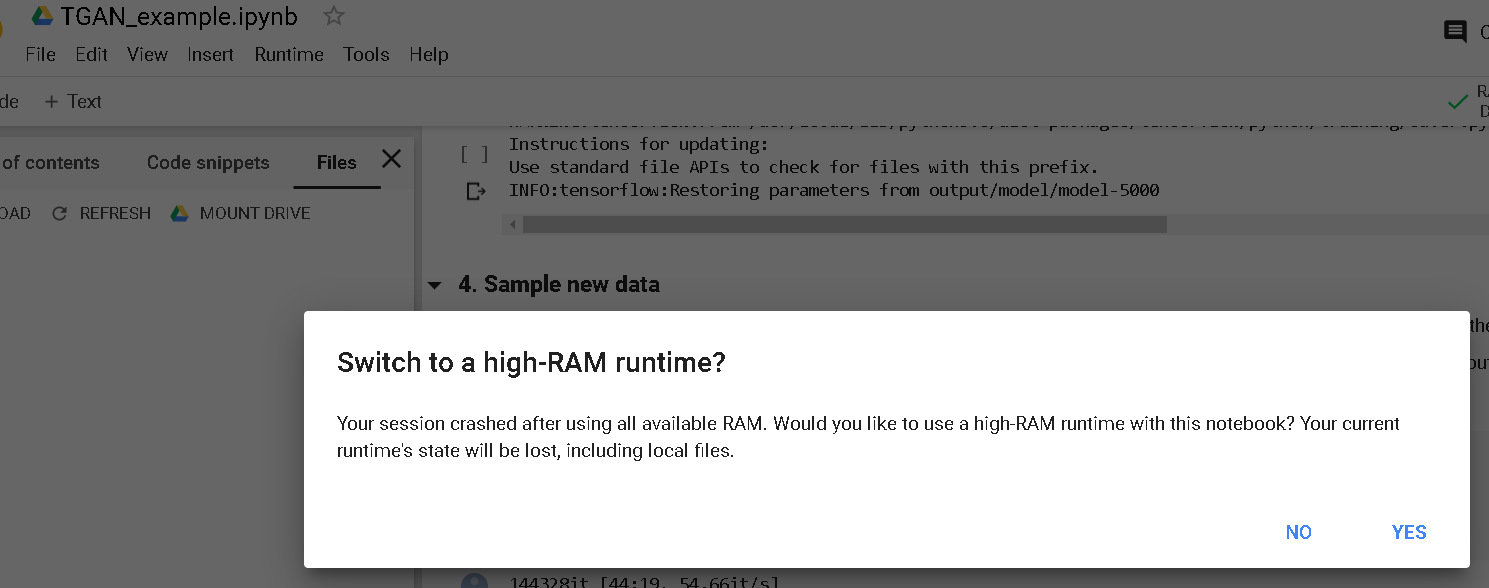 TGAN_example.ipynb
File Edit View Insert Runtime Tools Help
de + Text
of contents Code snippets Files
OAD REFRESH MOUNT DRIVE
[ ] Instructions for updating:
Use standard file APIs to check for files with this prefix.
INFO:tensorflow:Restoring parameters from output/model/model-5000
4. Sample new data
Switch to a high-RAM runtime?
Your session crashed after using all available RAM. Would you like to use a high-RAM runtime with this notebook? Your current
runtime's state will be lost, including local files.
NO YES
144328it [44:19, 54.66it/s]